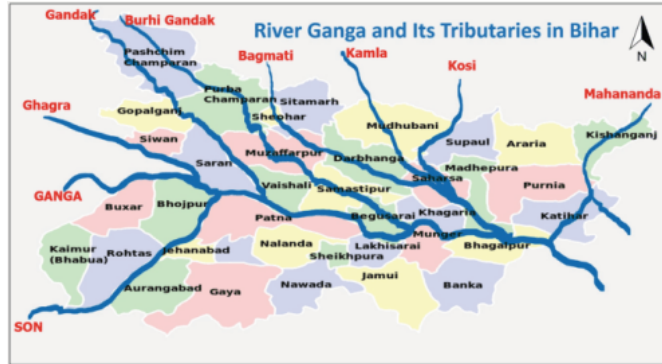 River Ganga and Its Tributaries in Bihar
Gandak
Burhi Gandak
Bagmati
Kamla
Kosi
Mahananda
N
Pashchim
Champaran
Purba
Champaran
Sitamarh
Sheohar
Gopalganj
Ghagra
Siwan
Saran
Muzaffarpur
Mudhubani
Darbhanga
Supaul
Araria
Kishanganj
Madhepura
Saharsa
Purnia
GANGA
Vaishali
Samastipur
Buxar
Bhojpur
Patna
Begusarai
Khagaria
Katihar
Munger
Bhagalpur
Kaimur
(Bhabua)
Rohtas
Jehanabad
Nalanda
Lakhisarai
Sheikhpura
Jamui
Banka
Aurangabad
Gaya
Nawada
SON